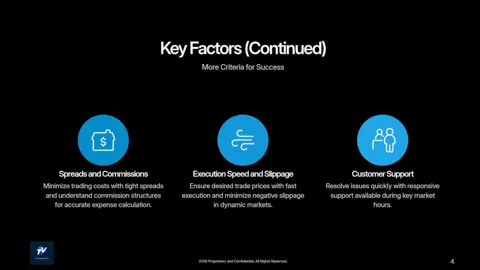 Key Factors (Continued)
More Criteria for Success
$
Spreads and Commissions
Minimize trading costs with tight spreads
and understand commission structures
for accurate expense calculation.
Execution Speed and Slippage
Ensure desired trade prices with fast
execution and minimize negative slippage
in dynamic markets.
Customer Support
Resolve issues quickly with responsive
support available during key market
hours.
2026 Proprietary and Confidential. All Rights Reserved.
4